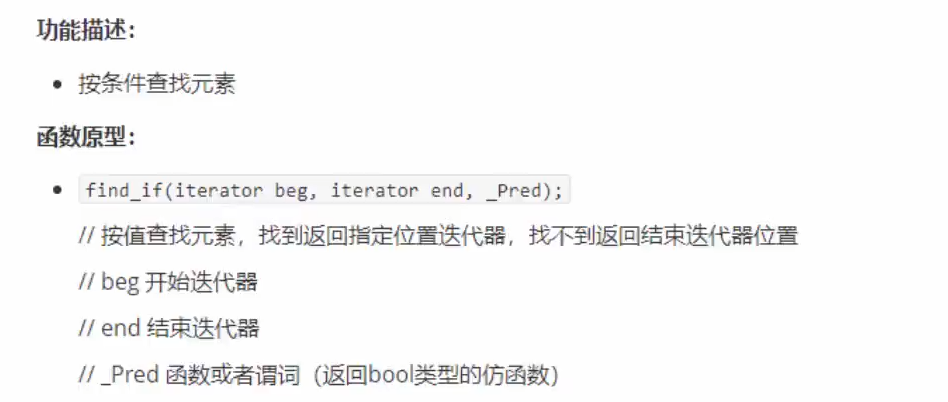 功能描述：
• 按条件查找元素
函数原型：
• find_if(iterator beg, iterator end, _Pred);
// 按值查找元素，找到返回指定位置迭代器，找不到返回结束迭代器位置
// beg 开始迭代器
// end 结束迭代器
// _Pred 函数或者谓词（返回bool类型的仿函数）